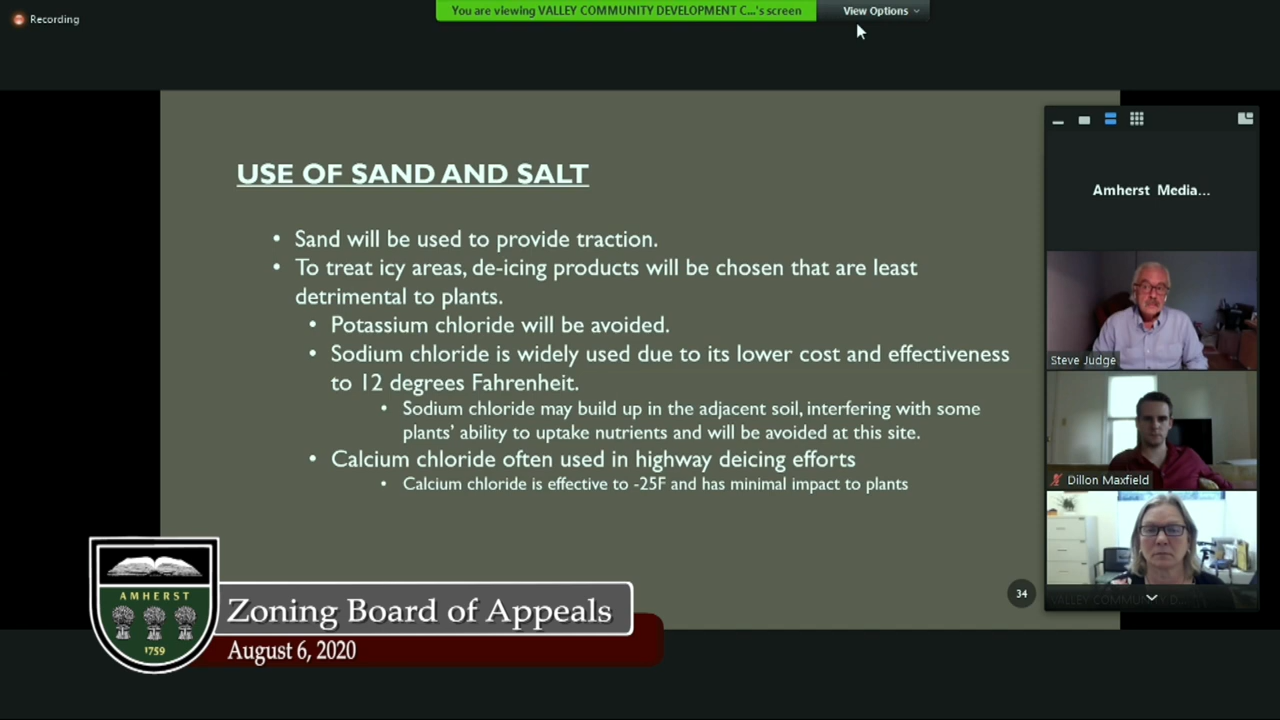 Recording
You are viewing VALLEY COMMUNITY DEVELOPMENT C...'s screen
View Options
USE OF SAND AND SALT
• Sand will be used to provide traction.
• To treat icy areas, de-icing products will be chosen that are least
detrimental to plants.
• Potassium chloride will be avoided.
• Sodium chloride is widely used due to its lower cost and effectiveness
to 12 degrees Fahrenheit.
• Sodium chloride may build up in the adjacent soil, interfering with some
plants' ability to uptake nutrients and will be avoided at this site.
• Calcium chloride often used in highway deicing efforts
• Calcium chloride is effective to -25F and has minimal impact to plants
34
Amherst Media...
Steve Judge
Dillon Maxfield
VALLEY COMMUNITY D...
AMHERST
1759
Zoning Board of Appeals
August 6, 2020